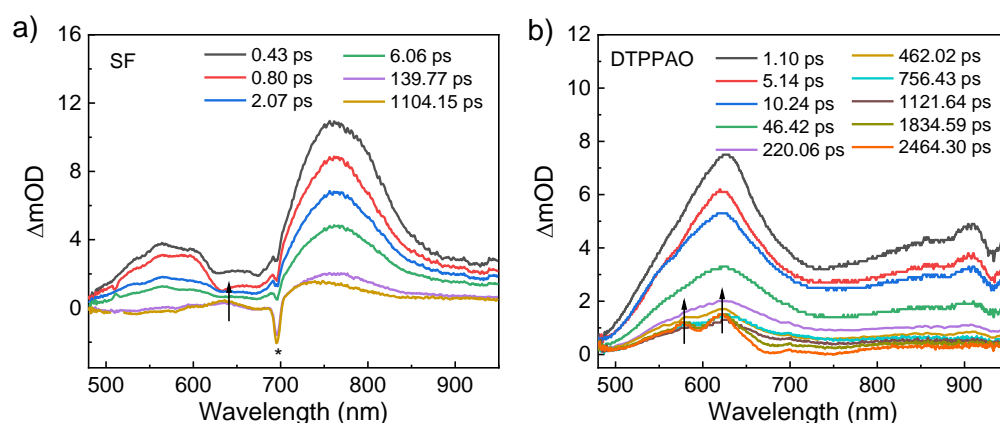 a)
SF
0.43 ps
0.80 ps
2.07 ps
6.06 ps
139.77 ps
1104.15 ps
16
12
8
4
0
ΔmOD
*
500 600 700 800 900
Wavelength (nm)
b)
DTPPAO
1.10 ps
5.14 ps
10.24 ps
46.42 ps
220.06 ps
462.02 ps
756.43 ps
1121.64 ps
1834.59 ps
2464.30 ps
12
10
8
6
4
2
0
ΔmOD
500 600 700 800 900
Wavelength (nm)